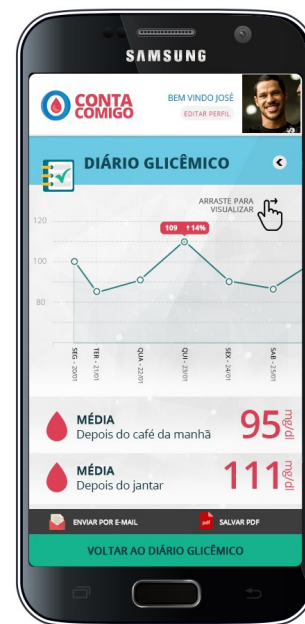 SAMSUNG
CONTA
COMIGO
BEM VINDO JOSÉ
EDITAR PERFIL
DIÁRIO GLICÊMICO
ARRASTE PARA
VISUALIZAR
120
109 ↑14%
100
80
SEG - 20/01
TER - 21/01
QUA - 22/01
QUI - 23/01
SEX - 24/01
SAB - 25/01
MÉDIA
Depois do café da manhã
95 mg/dl
MÉDIA
Depois do jantar
111 mg/dl
ENVIAR POR E-MAIL
pdf SALVAR PDF
VOLTAR AO DIÁRIO GLICÊMICO